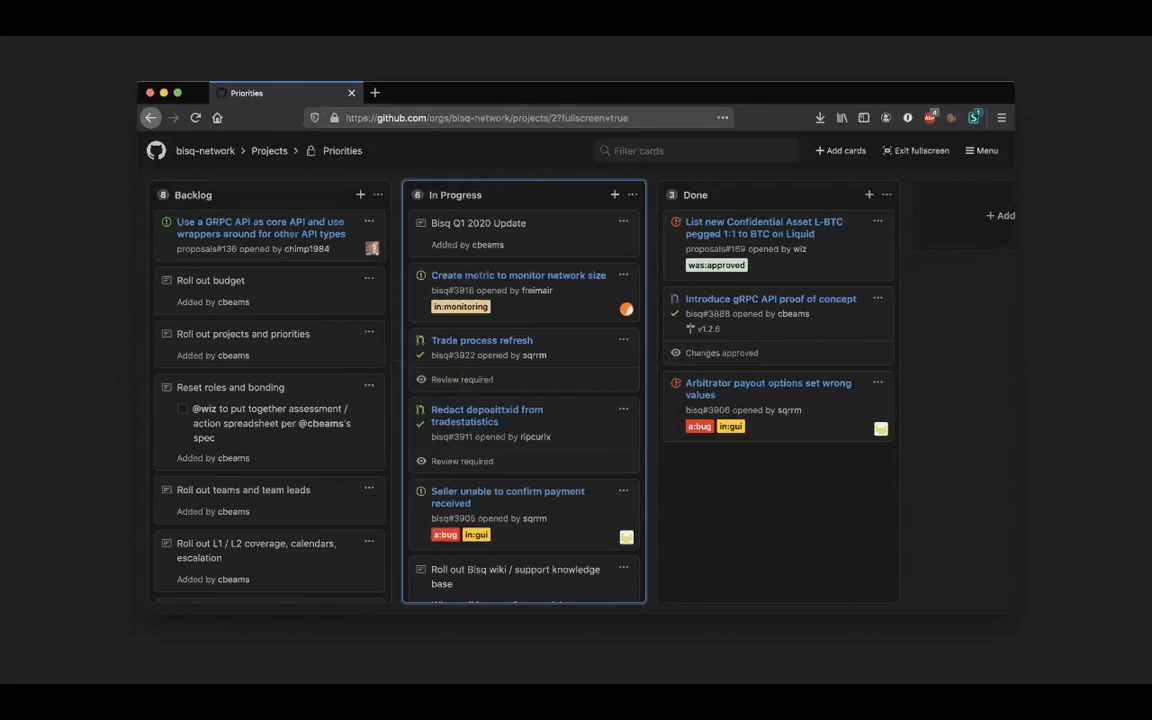 Priorities
https://github.com/orgs/bisq-network/projects/2?fullscreen=true
4
1
bisq-network > Projects > Priorities
Filter cards
+ Add cards
Exit fullscreen
Menu
8 Backlog
Use a GRPC API as core API and use
wrappers around for other API types
proposals#136 opened by chimp1984
Roll out budget
Added by cbeams
Roll out projects and priorities
Added by cbeams
Reset roles and bonding
@wiz to put together assessment /
action spreadsheet per @cbeams's
spec
Added by cbeams
Roll out teams and team leads
Added by cbeams
Roll out L1 / L2 coverage, calendars,
escalation
Added by cbeams
6 In Progress
Bisq Q1 2020 Update
Added by cbeams
Create metric to monitor network size
bisq#3916 opened by freimair
in:monitoring
Trade process refresh
bisq#3922 opened by sqrrm
Review required
Redact deposittxid from
tradestatistics
bisq#3911 opened by ripcurlx
Review required
Seller unable to confirm payment
received
bisq#3905 opened by sqrrm
a:bug in:gui
Roll out Bisq wiki / support knowledge
base
3 Done
List new Confidential Asset L-BTC
pegged 1:1 to BTC on Liquid
proposals#169 opened by wiz
was:approved
Introduce gRPC API proof of concept
bisq#3888 opened by cbeams
v1.2.6
Changes approved
Arbitrator payout options set wrong
values
bisq#3906 opened by sqrrm
a:bug in:gui
+ Add